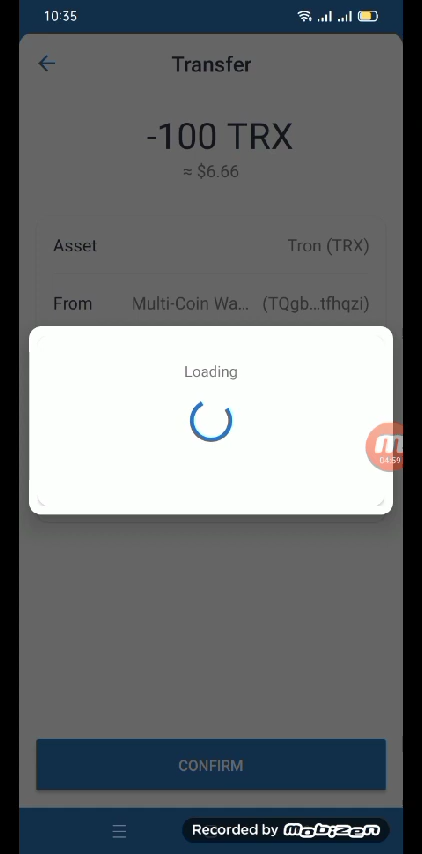 10:35
Transfer
-100 TRX
≈ $6.66
Asset Tron (TRX)
From Multi-Coin Wa... (TQgb...tfhqzi)
Loading
m
04:59
CONFIRM
Recorded by mobizen